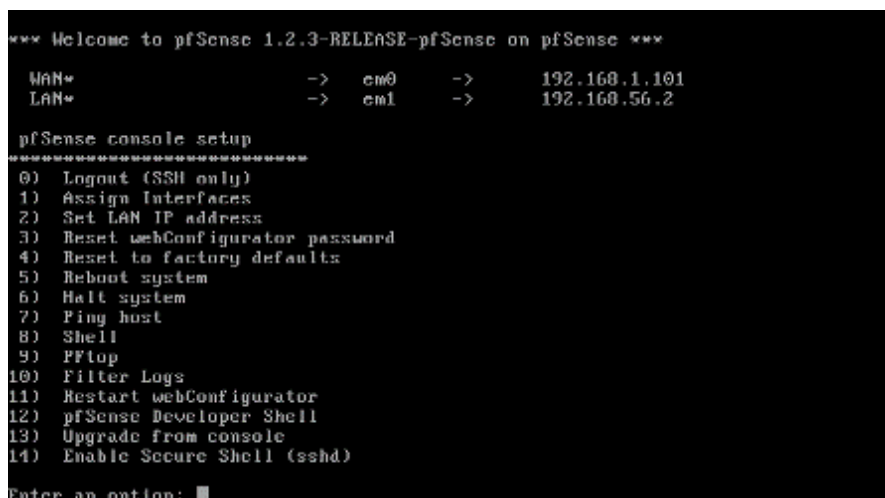 *** Welcome to pfSense 1.2.3-RELEASE-pfSense on pfSense ***
WAN* -> em0 -> 192.168.1.101
LAN* -> em1 -> 192.168.56.2
pfSense console setup
***************************
0) Logout (SSH only)
1) Assign Interfaces
2) Set LAN IP address
3) Reset webConfigurator password
4) Reset to factory defaults
5) Reboot system
6) Halt system
7) Ping host
8) Shell
9) PFtop
10) Filter Logs
11) Restart webConfigurator
12) pfSense Developer Shell
13) Upgrade from console
14) Enable Secure Shell (sshd)
Enter an option: